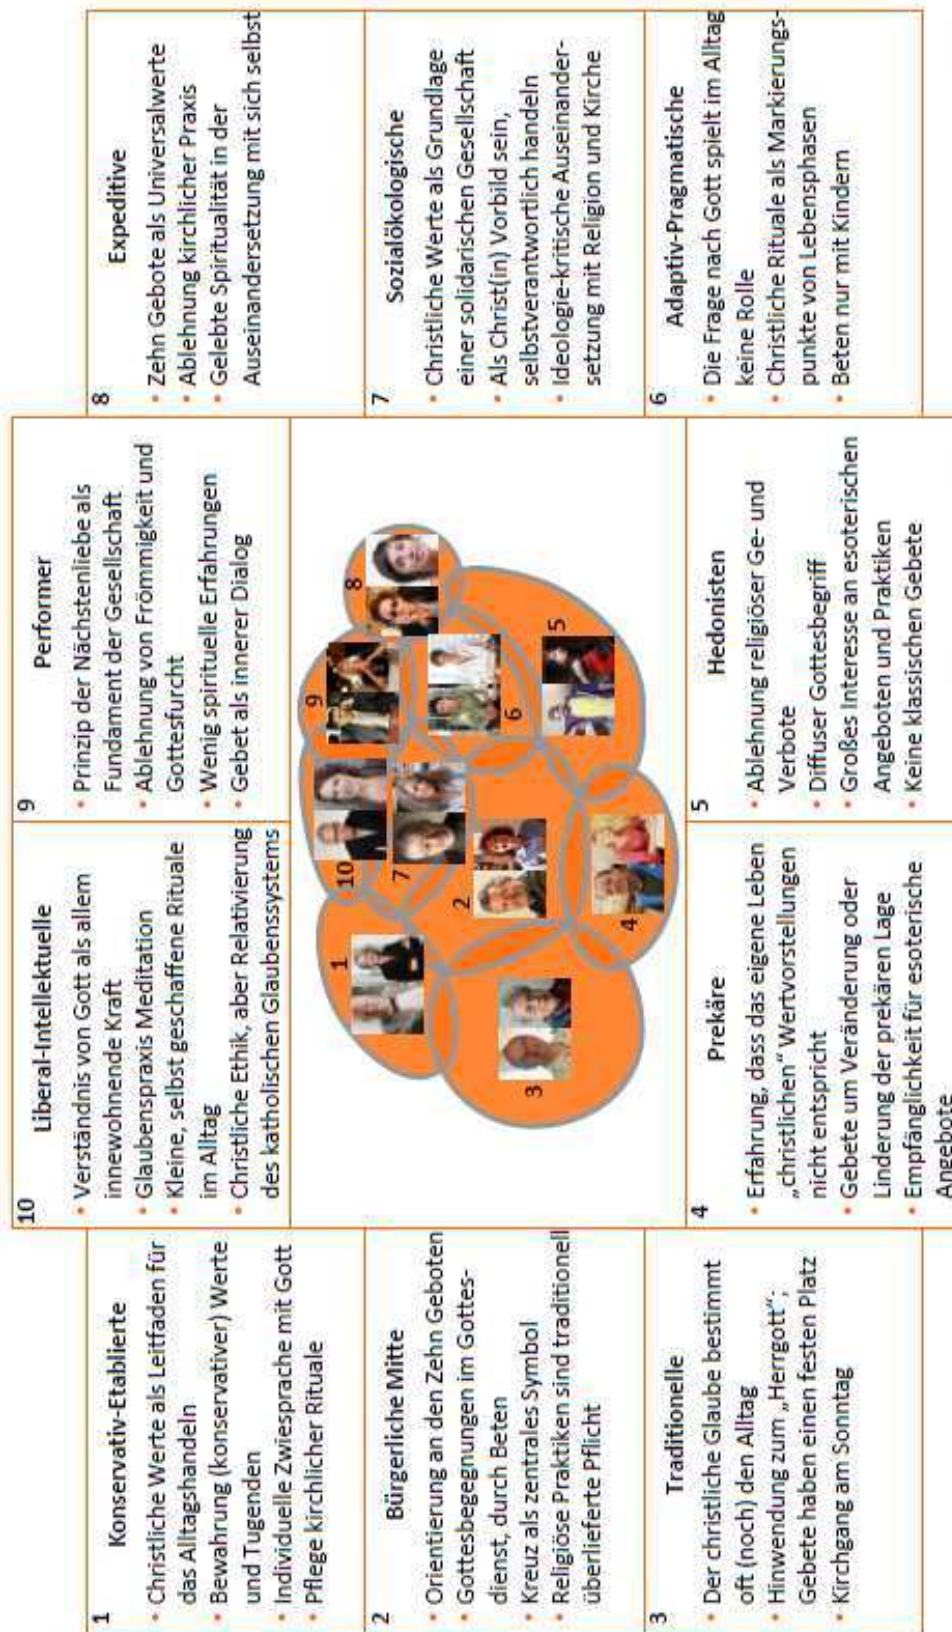 10
Liberal-Intellektuelle
• Verständnis von Gott als allem
innewohnende Kraft
• Glaubenspraxis Meditation
• Kleine, selbst geschaffene Rituale
im Alltag
• Christliche Ethik, aber Relativierung
des katholischen Glaubenssystems
9
Performer
• Prinzip der Nächstenliebe als
Fundament der Gesellschaft
• Ablehnung von Frömmigkeit und
Gottesfurcht
• Wenig spirituelle Erfahrungen
• Gebet als innerer Dialog
1
Konservativ-Etablierte
• Christliche Werte als Leitfaden für
das Alltagshandeln
• Bewahrung (konservativer) Werte
und Tugenden
• Individuelle Zwiesprache mit Gott
• Pflege kirchlicher Rituale
8
Expeditive
• Zehn Gebote als Universalwerte
• Ablehnung kirchlicher Praxis
• Gelebte Spiritualität in der
Auseinandersetzung mit sich selbst
2
Bürgerliche Mitte
• Orientierung an den Zehn Geboten
• Gottesbegegnungen im Gottes-
dienst, durch Beten
• Kreuz als zentrales Symbol
• Religiöse Praktiken sind traditionell
überlieferte Pflicht
1
10
9
8
7
2
6
5
3
4
7
Sozialökologische
• Christliche Werte als Grundlage
einer solidarischen Gesellschaft
• Als Christ(in) Vorbild sein,
selbstverantwortlich handeln
• Ideologie-kritische Auseinander-
setzung mit Religion und Kirche
3
Traditionelle
• Der christliche Glaube bestimmt
oft (noch) den Alltag
• Hinwendung zum „Herrgott“;
Gebete haben einen festen Platz
• Kirchgang am Sonntag
4
Prekäre
• Erfahrung, dass das eigene Leben
„christlichen“ Wertvorstellungen
nicht entspricht
• Gebete um Veränderung oder
Linderung der prekären Lage
• Empfänglichkeit für esoterische
Angebote
5
Hedonisten
• Ablehnung religiöser Ge- und
Verbote
• Diffuser Gottesbegriff
• Großes Interesse an esoterischen
Angeboten und Praktiken
• Keine klassischen Gebete
6
Adaptiv-Pragmatische
• Die Frage nach Gott spielt im Alltag
keine Rolle
• Christliche Rituale als Markierungs-
punkte von Lebensphasen
• Beten nur mit Kindern